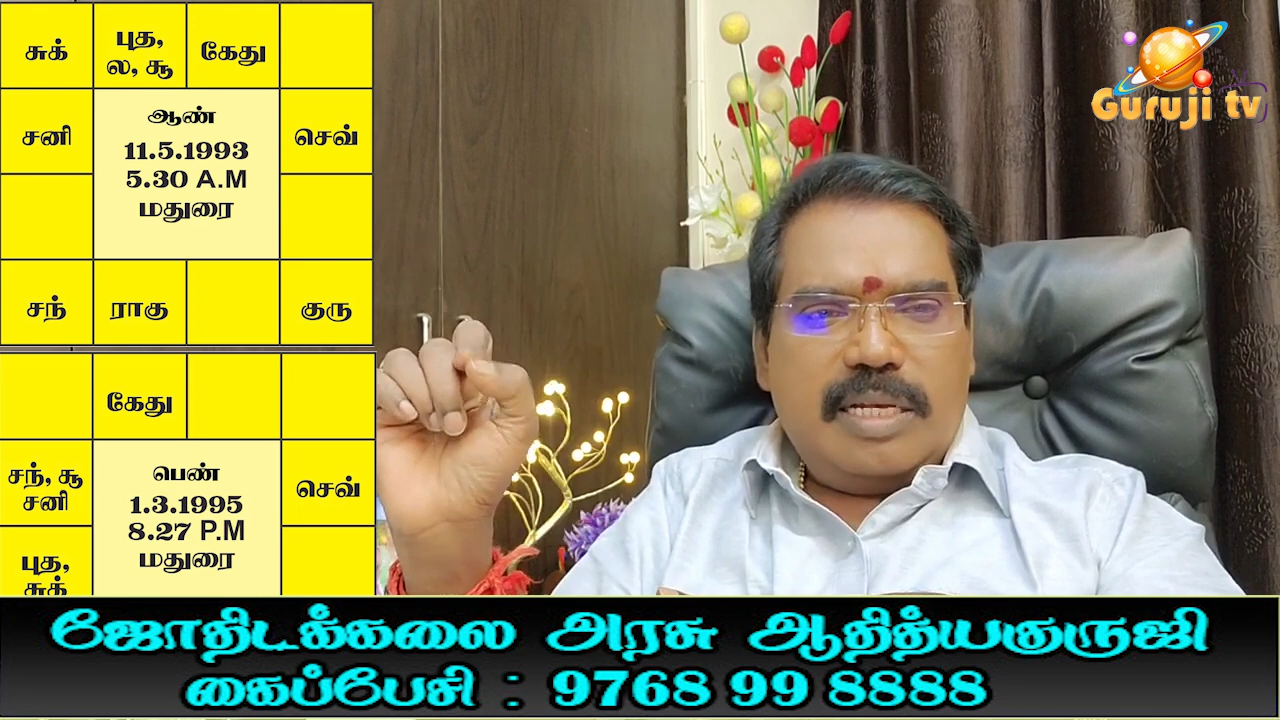 சுக்
புத,
ல, சூ
கேது
சனி
ஆண்
11.5.1993
5.30 A.M
மதுரை
செவ்
சந்
ராகு
குரு
கேது
சந், சூ
சனி
பெண்
1.3.1995
8.27 P.M
மதுரை
செவ்
புத,
சுக்
Guruji tv
ஜோதிடக்கலை அரசு ஆதித்யகுருஜி
கைப்பேசி : 9768 99 8888